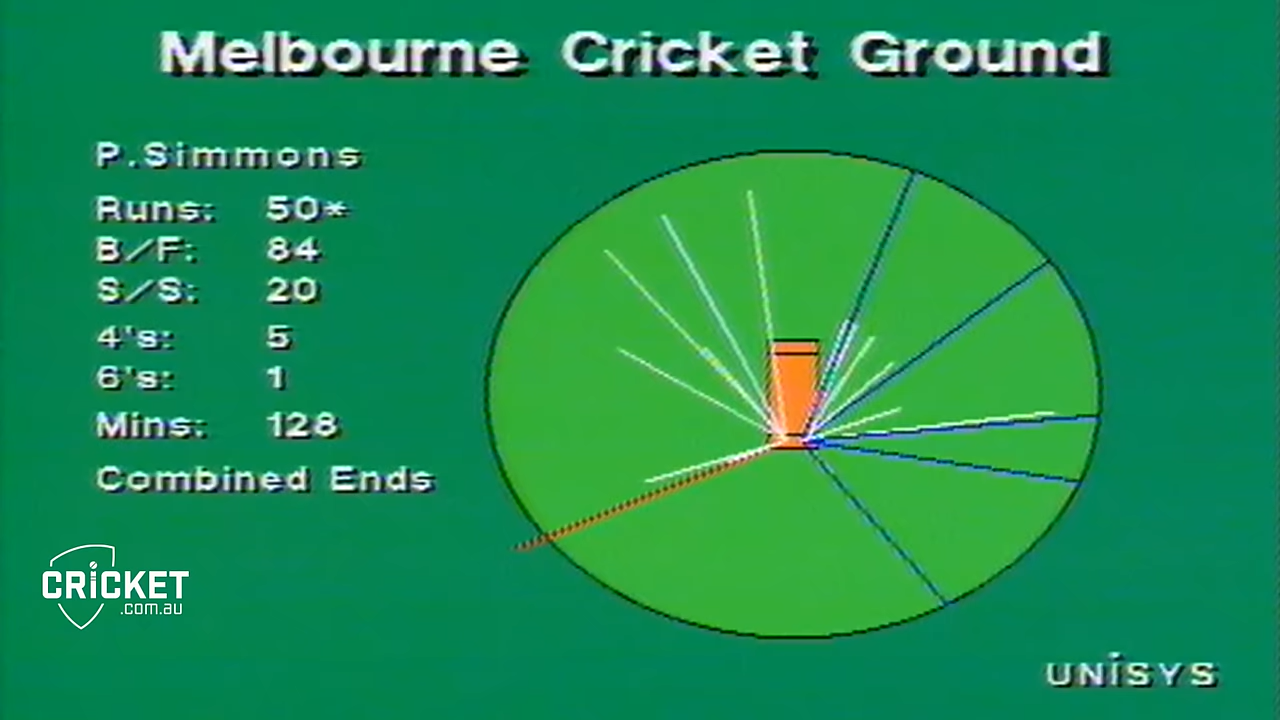 Melbourne Cricket Ground
P.Simmons
Runs: 50*
B/F: 84
S/S: 20
4's: 5
6's: 1
Mins: 128
Combined Ends
CRICKET
.com.au
UNISYS